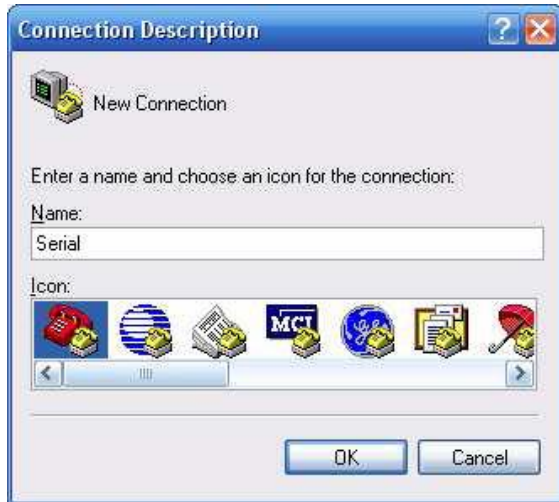 Connection Description
New Connection
Enter a name and choose an icon for the connection:
Name:
Serial
Icon:
MCI
OK
Cancel